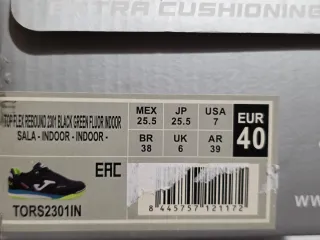 EXTRA CUSHIONING
TOP FLEX REBOUND 2301 BLACK GREEN FLUOR INDOOR
SALA - INDOOR - INDOOR -
MEX 25.5
JP 25.5
USA 7
EUR 40
BR 38
UK 6
AR 39
EAC
TORS2301IN
8 445757 121172